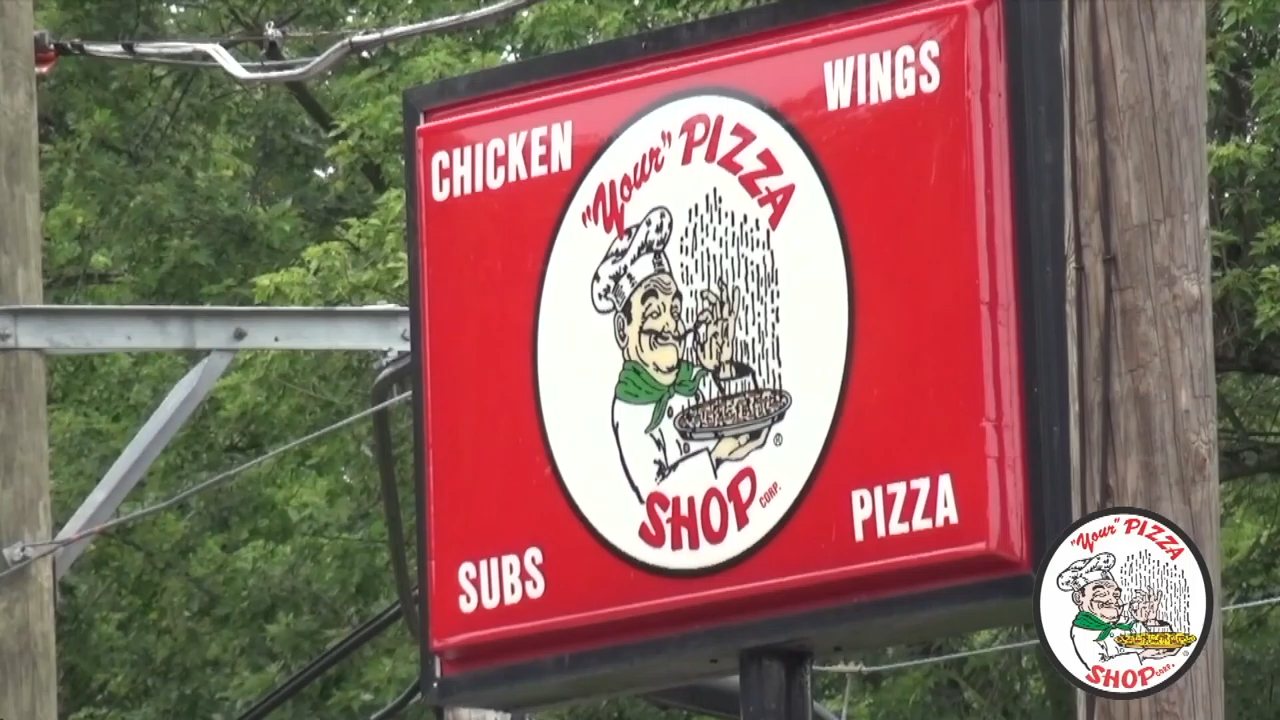 CHICKEN
WINGS
"Your" PIZZA
SHOP CORP.
®
SUBS
PIZZA
"Your" PIZZA
SHOP CORP.